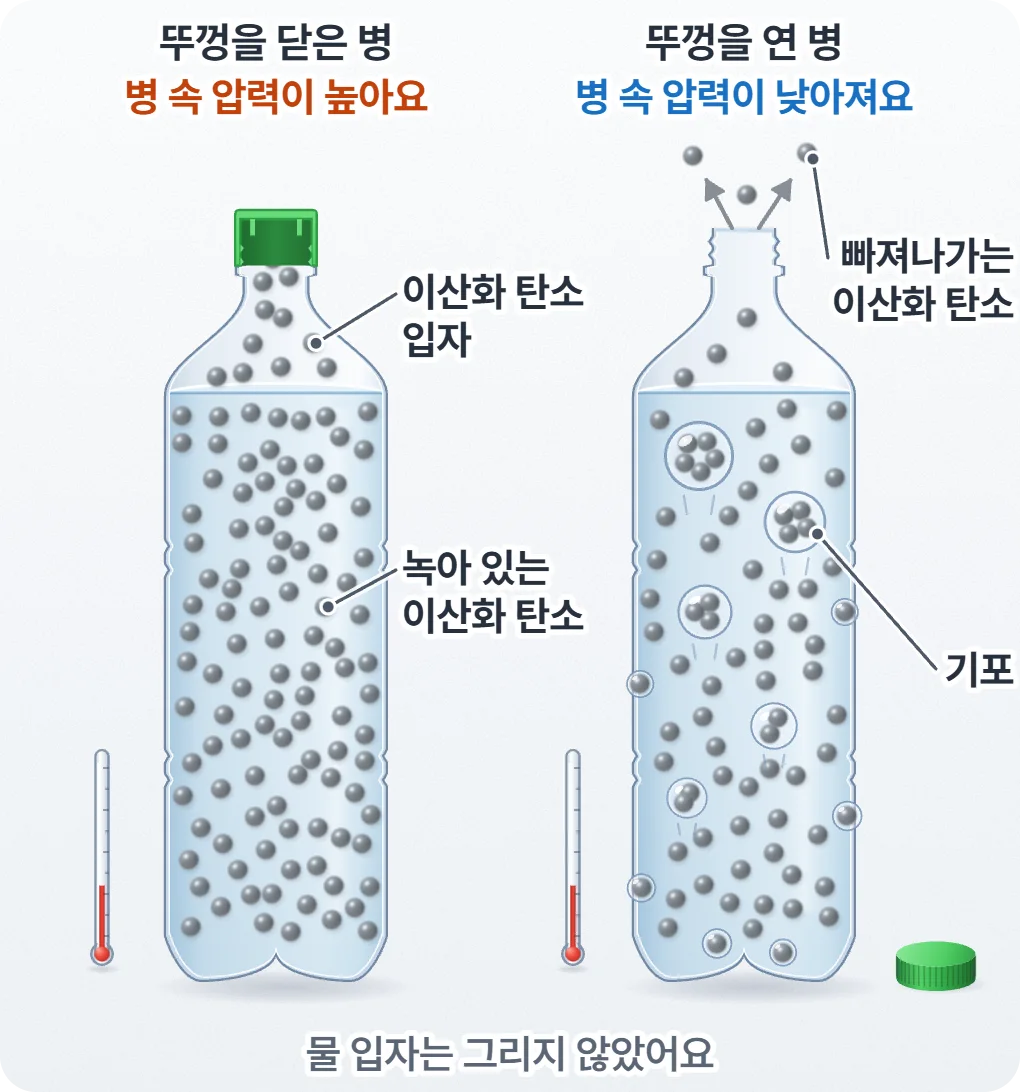 뚜껑을 닫은 병
병 속 압력이 높아요
뚜껑을 연 병
병 속 압력이 낮아져요
빠져나가는
이산화 탄소
이산화 탄소
입자
녹아 있는
이산화 탄소
기포
물 입자는 그리지 않았어요